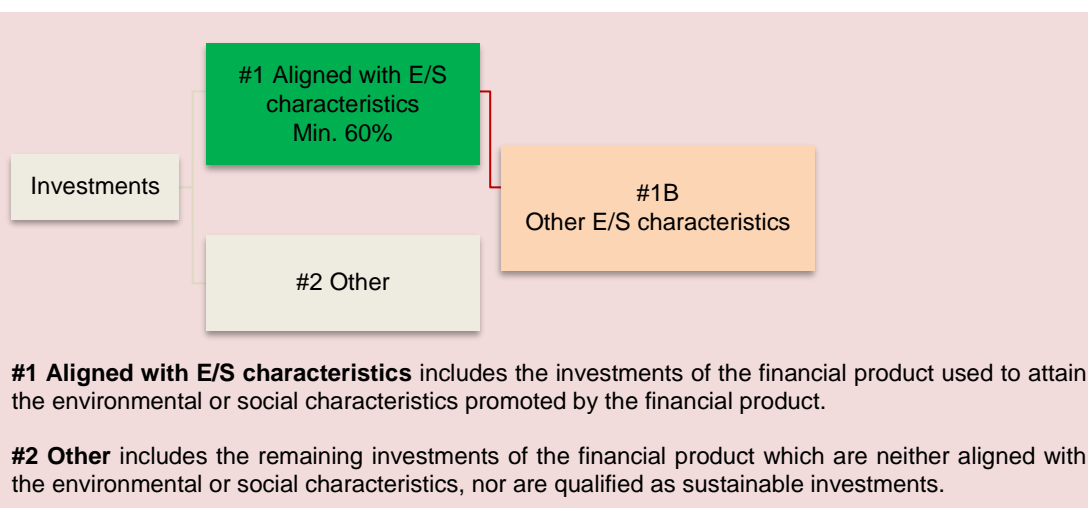 #1 Aligned with E/S
characteristics
Min. 60%
Investments
#1B
Other E/S characteristics
#2 Other
#1 Aligned with E/S characteristics includes the investments of the financial product used to attain
the environmental or social characteristics promoted by the financial product.
#2 Other includes the remaining investments of the financial product which are neither aligned with
the environmental or social characteristics, nor are qualified as sustainable investments.